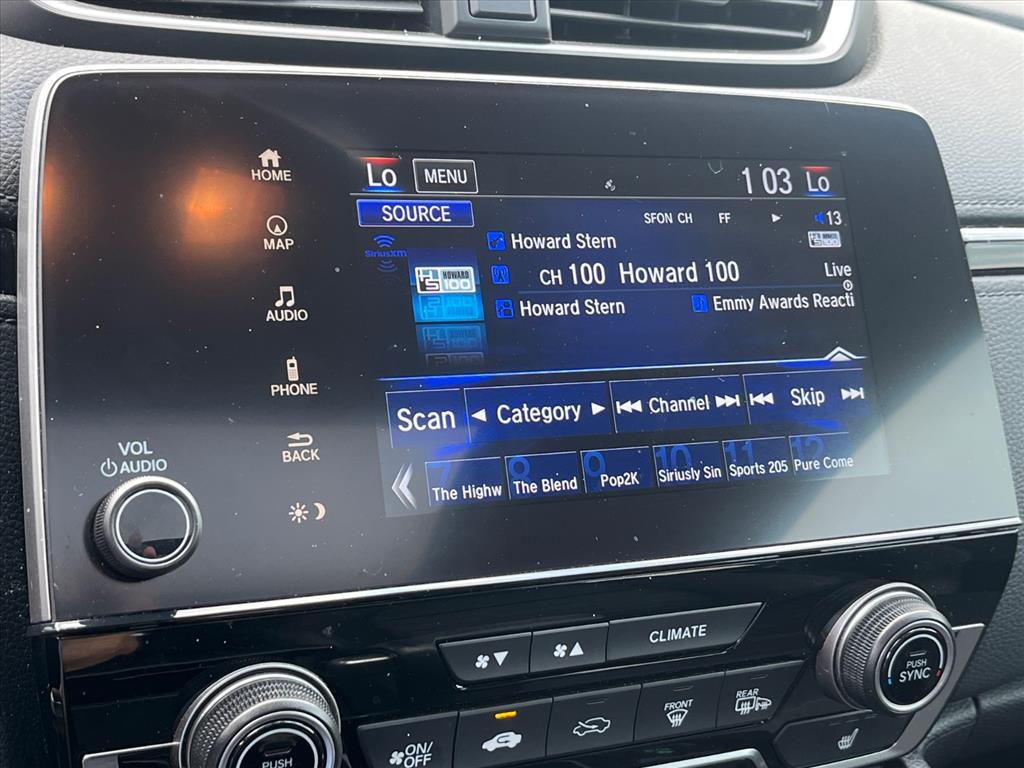 Lo MENU 1 03 Lo
HOME
SOURCE SFON CH FF 13
MAP
SiriusXM
Howard Stern
HOWARD 100
CH 100 Howard 100 Live
Howard Stern Emmy Awards Reacti
AUDIO
PHONE
Scan Category Channel Skip
BACK
7 8 9 10 11 12
The Highw The Blend Pop2K Siriusly Sin Sports 205 Pure Come
VOL
AUDIO
CLIMATE
PUSH
SYNC
FRONT
REAR
ON/
OFF
PUSH